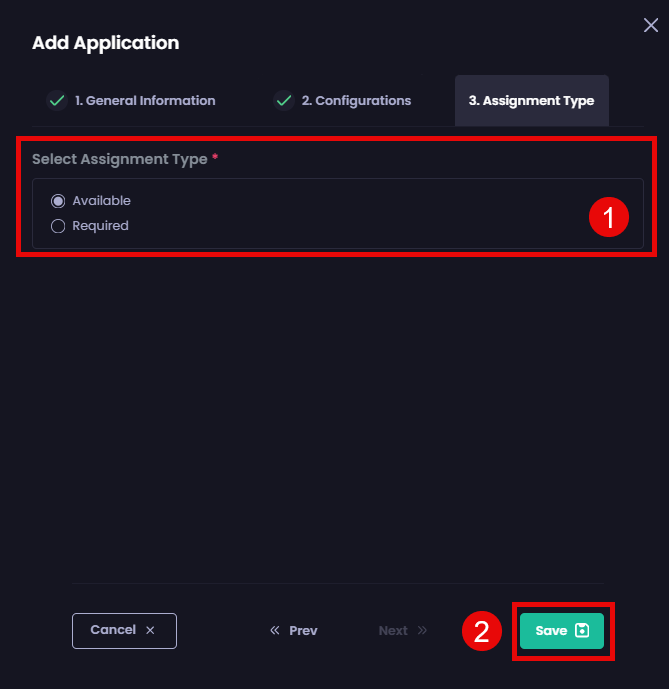 Add Application
1. General Information 2. Configurations 3. Assignment Type
Select Assignment Type *
Available
Required
1
Cancel Prev Next 2 Save